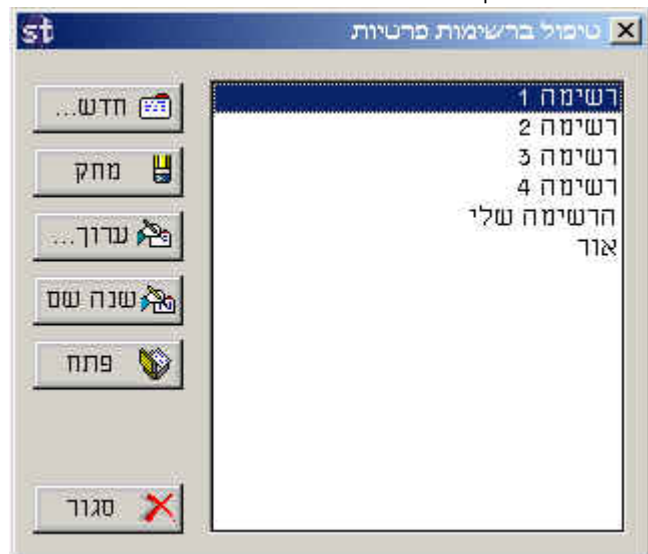 טיפול ברשימות פרטיות
st
רשימה 1
רשימה 2
רשימה 3
רשימה 4
הרשימה שלי
אור
חדש...
מחק
ערוך...
שנה שם
פתח
סגור